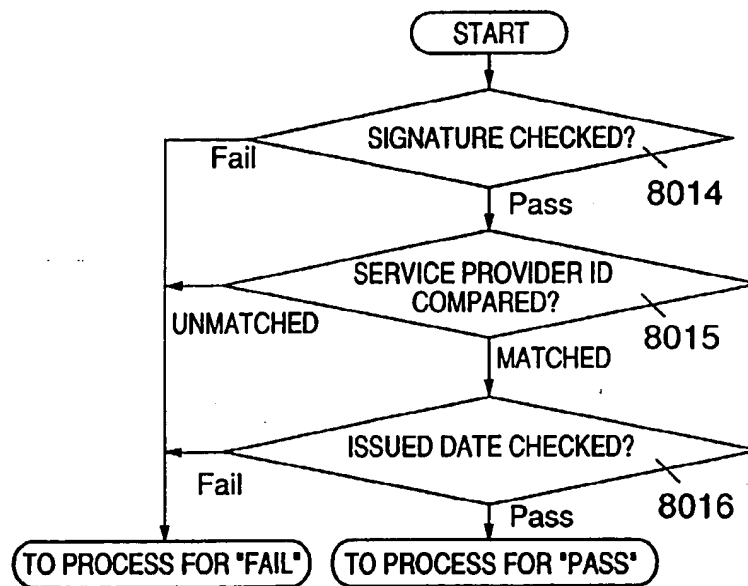 START
SIGNATURE CHECKED?
Fail
8014
Pass
SERVICE PROVIDER ID
COMPARED?
UNMATCHED
8015
MATCHED
ISSUED DATE CHECKED?
Fail
8016
Pass
TO PROCESS FOR "FAIL"
TO PROCESS FOR "PASS"